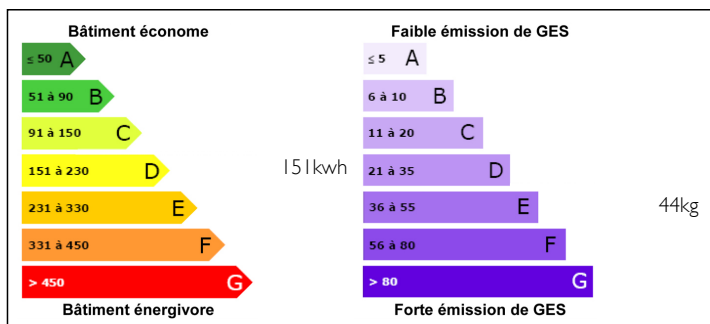 Bâtiment économe
≤ 50 A
51 à 90 B
91 à 150 C
151 à 230 D
151kwh
231 à 330 E
331 à 450 F
> 450 G
Bâtiment énergivore
Faible émission de GES
≤ 5 A
6 à 10 B
11 à 20 C
21 à 35 D
36 à 55 E
44kg
56 à 80 F
> 80 G
Forte émission de GES